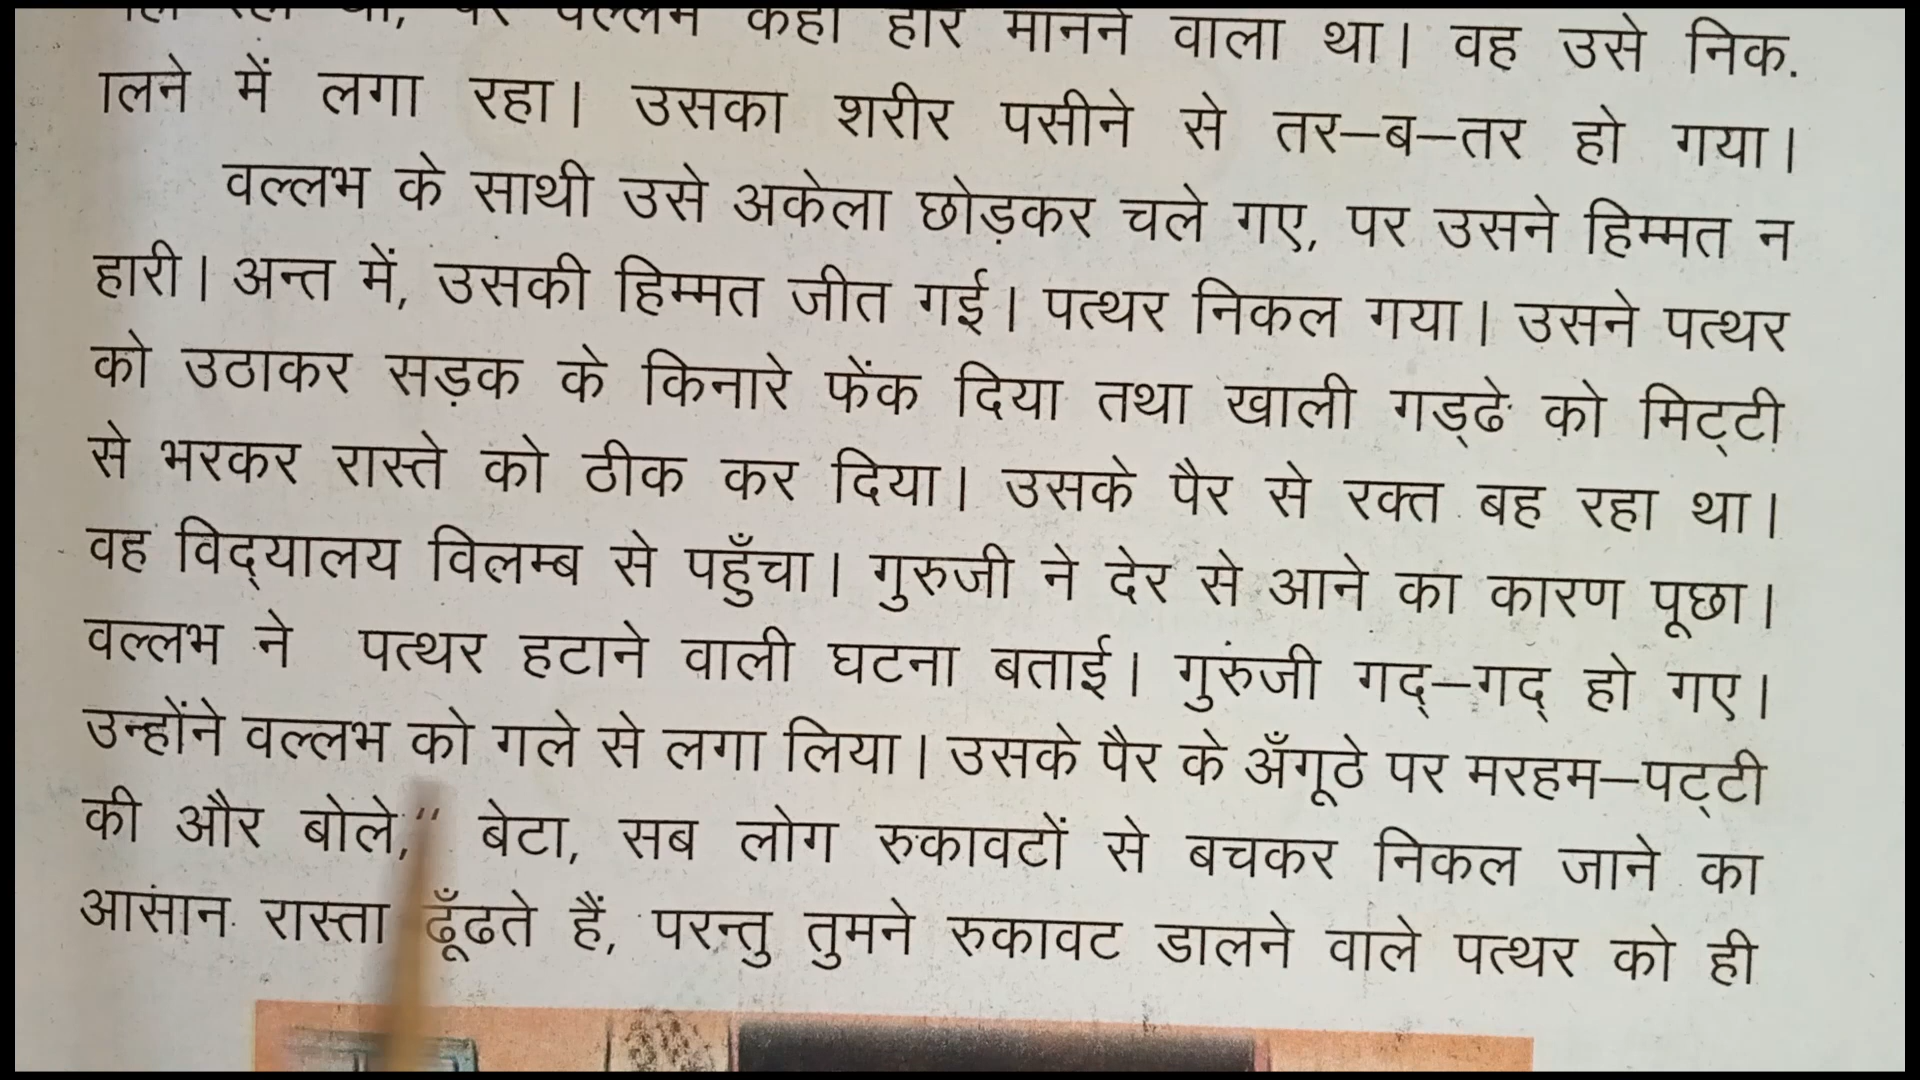 कहाँ हार मानने वाला था। वह उसे निक.
ालने में लगा रहा। उसका शरीर पसीने से तर–ब–तर हो गया।
वल्लभ के साथी उसे अकेला छोड़कर चले गए, पर उसने हिम्मत न
हारी। अन्त में, उसकी हिम्मत जीत गई। पत्थर निकल गया। उसने पत्थर
को उठाकर सड़क के किनारे फेंक दिया तथा खाली गड्ढे को मिट्टी
से भरकर रास्ते को ठीक कर दिया। उसके पैर से रक्त बह रहा था।
वह विद्यालय विलम्ब से पहुँचा। गुरुजी ने देर से आने का कारण पूछा।
वल्लभ ने पत्थर हटाने वाली घटना बताई। गुरुजी गद्–गद् हो गए।
उन्होंने वल्लभ को गले से लगा लिया। उसके पैर के अँगूठे पर मरहम–पट्टी
की और बोले," बेटा, सब लोग रुकावटों से बचकर निकल जाने का
आसान रास्ता ढूँढते हैं, परन्तु तुमने रुकावट डालने वाले पत्थर को ही